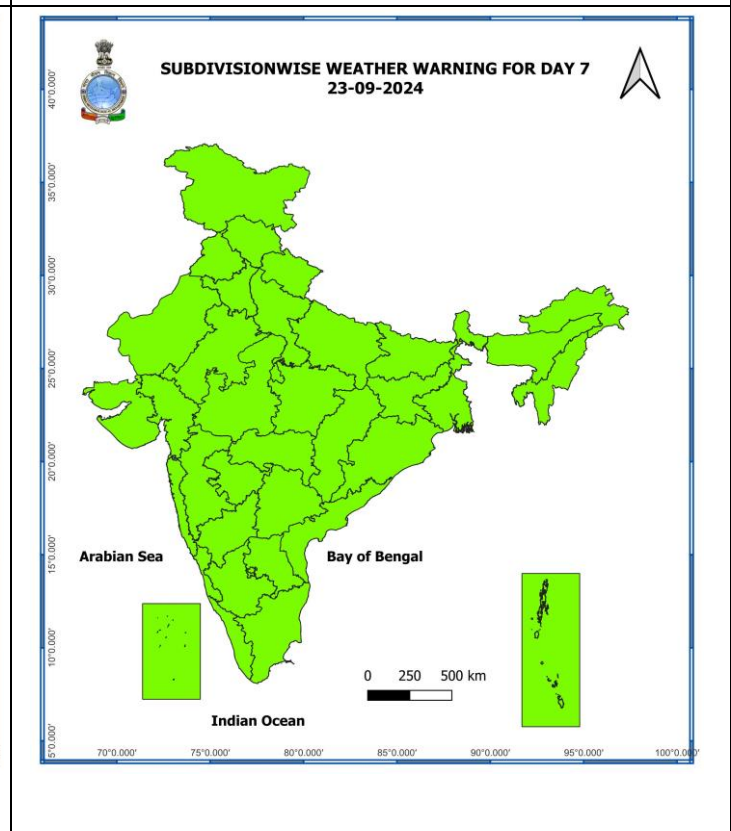 SUBDIVISIONWISE WEATHER WARNING FOR DAY 7
23-09-2024
40°0.000'
35°0.000'
30°0.000'
25°0.000'
20°0.000'
15°0.000'
10°0.000'
5°0.000'
Arabian Sea
Bay of Bengal
0 250 500 km
Indian Ocean
70°0.000' 75°0.000' 80°0.000' 85°0.000' 90°0.000' 95°0.000' 100°0.000'